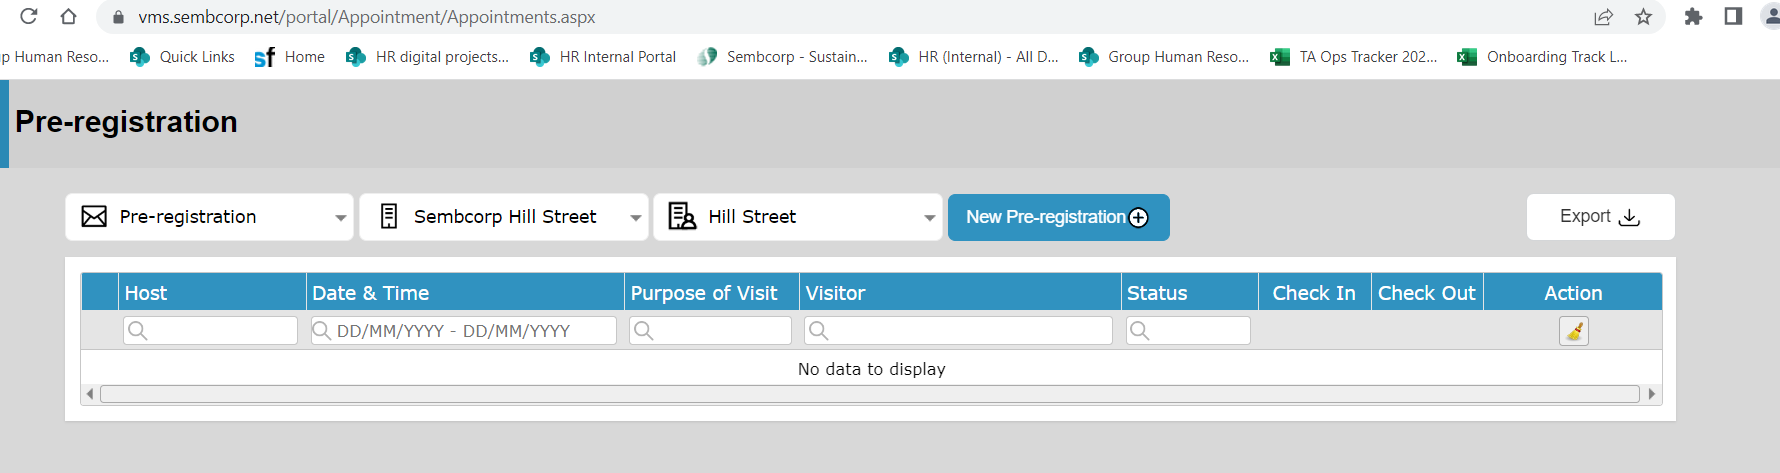 vms.sembcorp.net/portal/Appointment/Appointments.aspx
p Human Reso... Quick Links sf Home HR digital projects... HR Internal Portal Sembcorp - Sustain... HR (Internal) - All D... Group Human Reso... TA Ops Tracker 202... Onboarding Track L...
Pre-registration
Pre-registration Sembcorp Hill Street Hill Street New Pre-registration Export
Host Date & Time Purpose of Visit Visitor Status Check In Check Out Action
DD/MM/YYYY - DD/MM/YYYY
No data to display